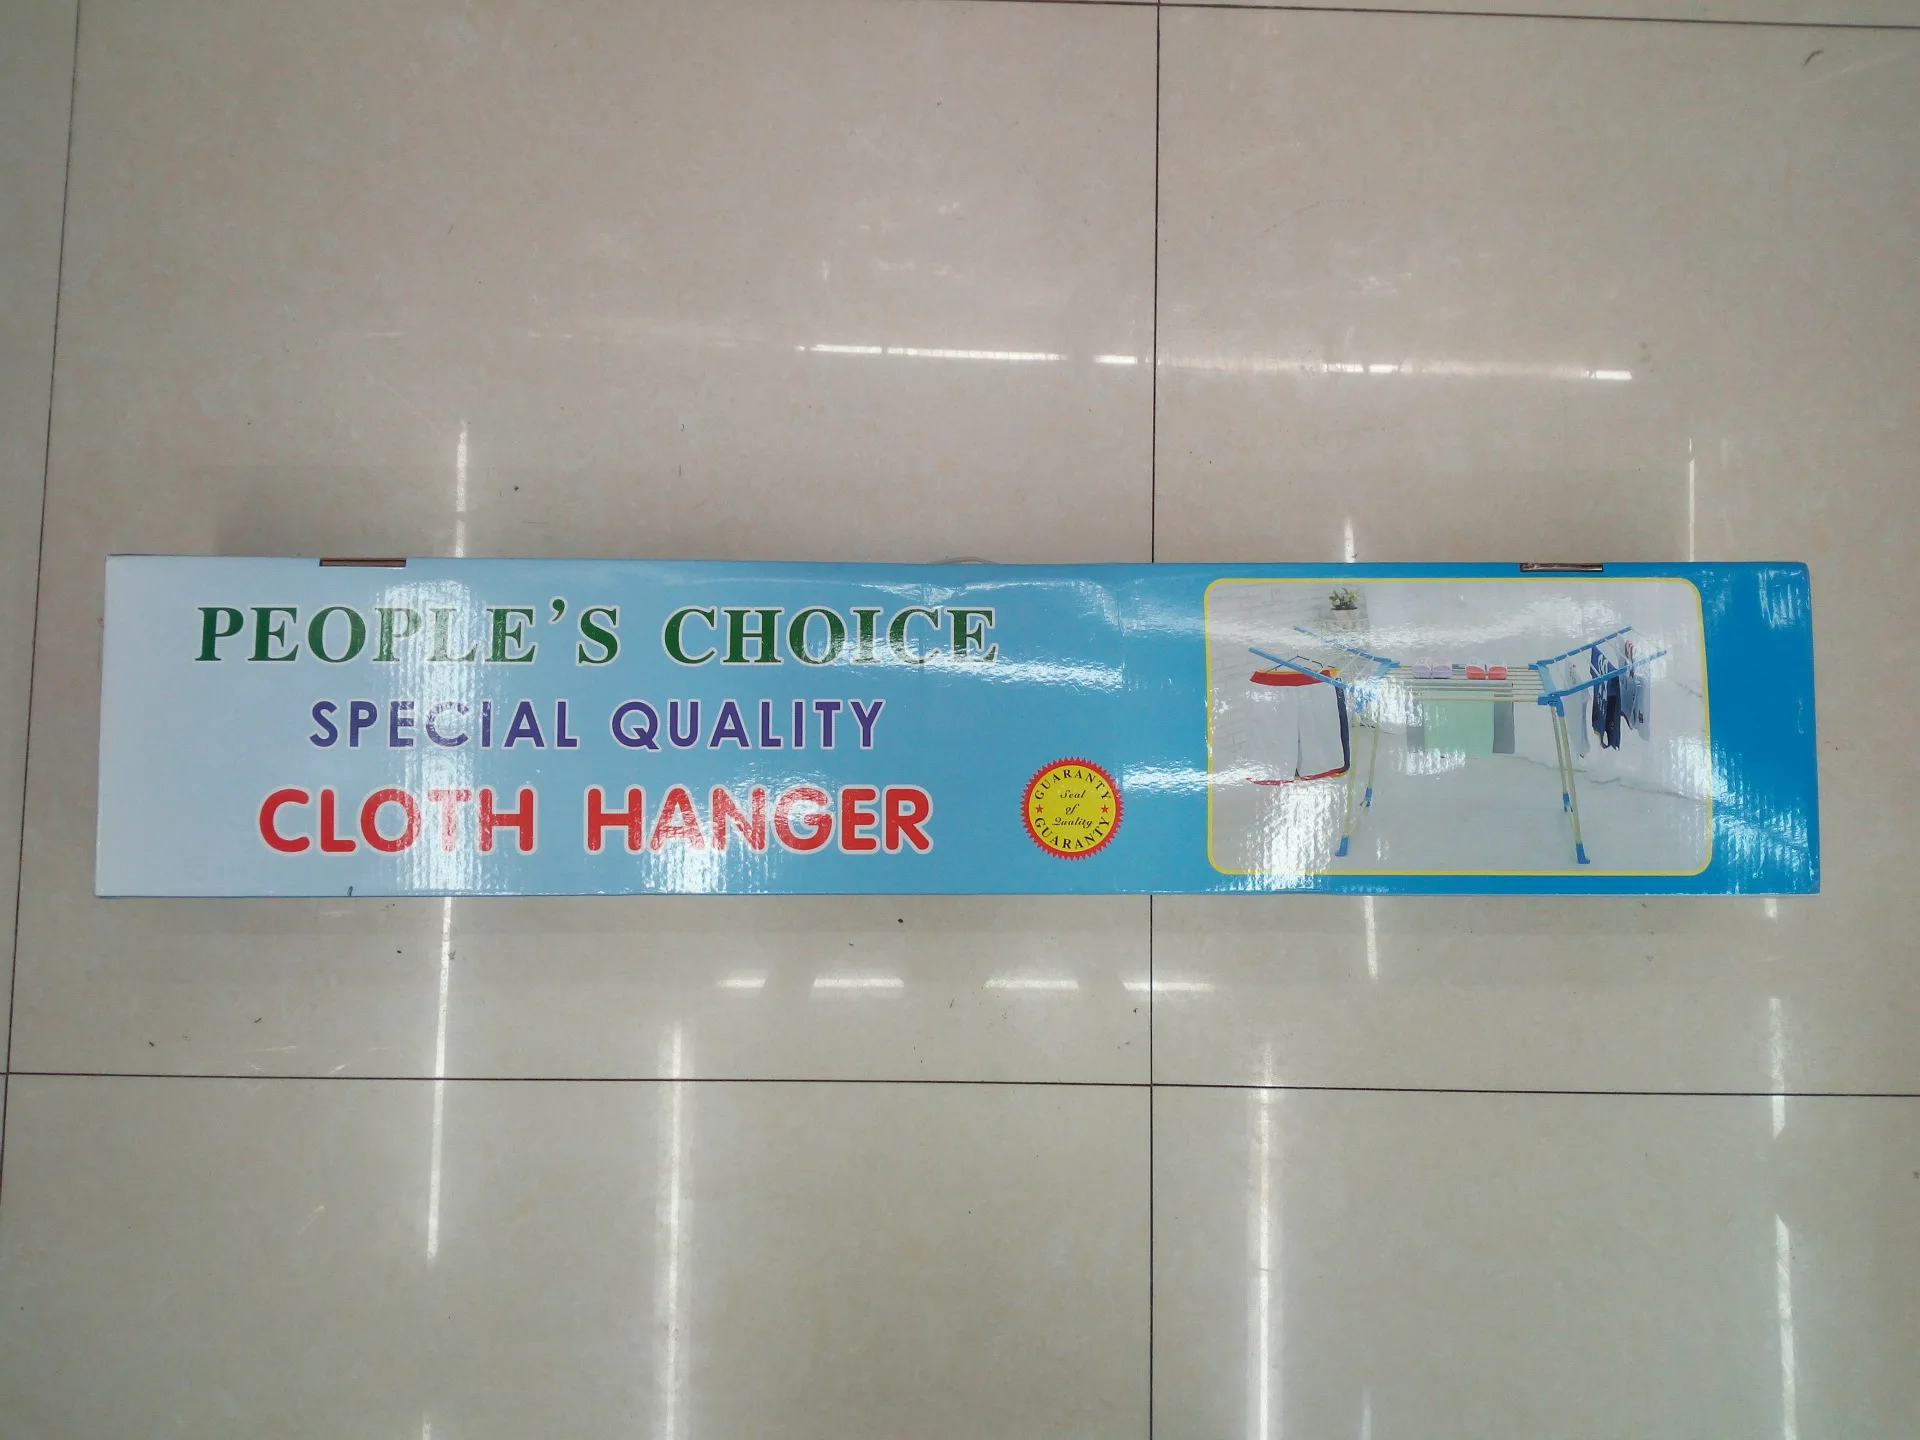 PEOPLE'S CHOICE
SPECIAL QUALITY
CLOTH HANGER
GUARANTY
Seal
of
Quality
GUARANTY